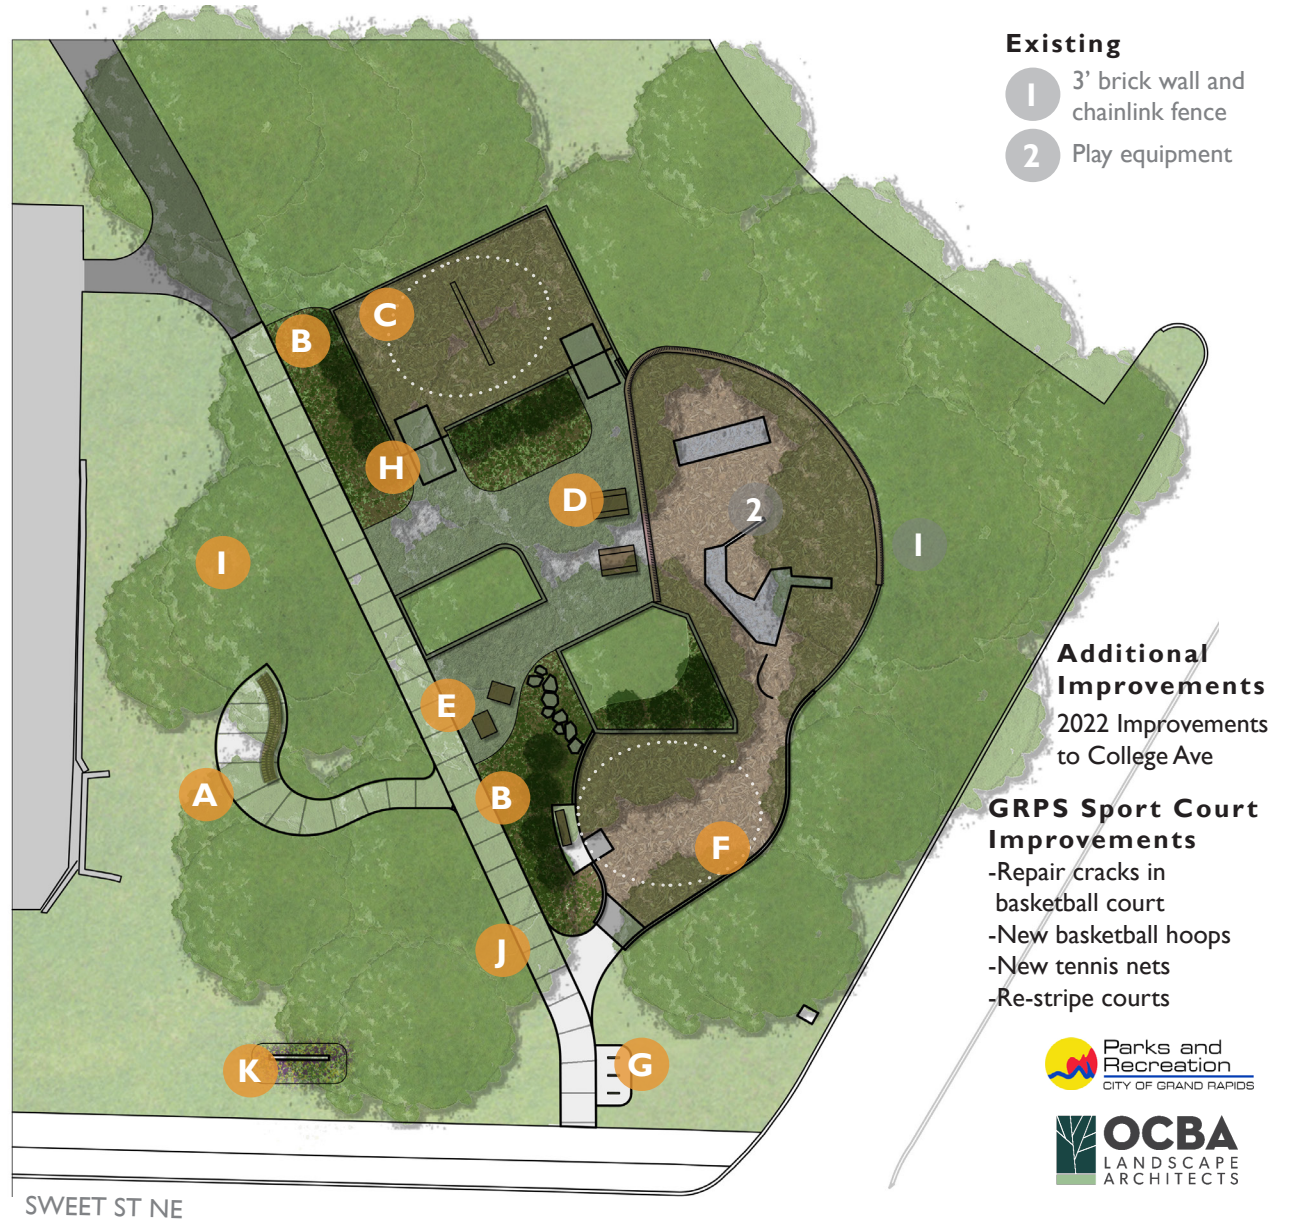 Existing
1
3' brick wall and
chainlink fence
2
Play equipment
C
B
H
D
2
1
I
E
A
B
F
J
K
G
Additional
Improvements
2022 Improvements
to College Ave
GRPS Sport Court
Improvements
-Repair cracks in
basketball court
-New basketball hoops
-New tennis nets
-Re-stripe courts
Parks and
Recreation
CITY OF GRAND RAPIDS
OCBA
LANDSCAPE
ARCHITECTS
SWEET ST NE